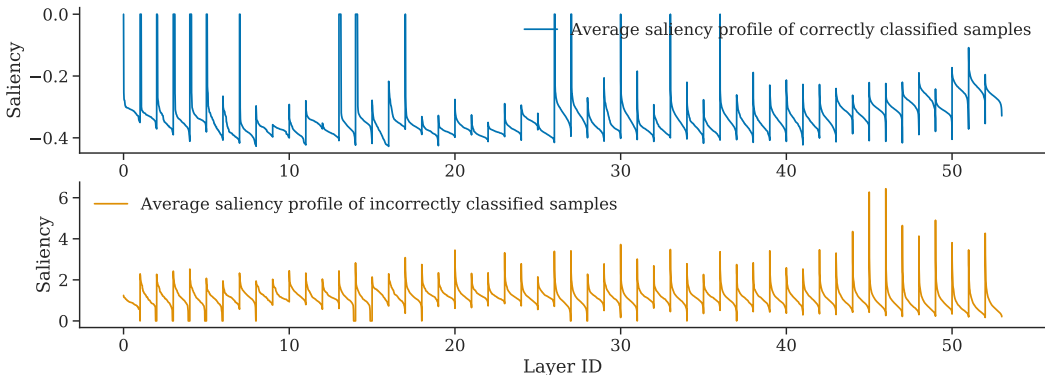 0.0
−0.2
−0.4
Saliency
Average saliency profile of correctly classified samples
0 10 20 30 40 50
6
4
2
0
Saliency
Average saliency profile of incorrectly classified samples
0 10 20 30 40 50
Layer ID